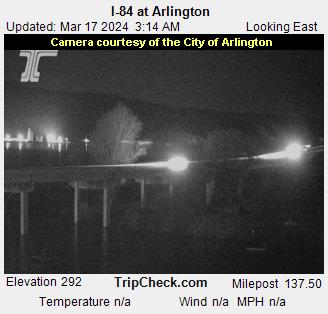 I-84 at Arlington
Updated: Mar 17 2024 3:14 AM Looking East
Camera courtesy of the City of Arlington
Elevation 292 TripCheck.com Milepost 137.50
Temperature n/a Wind n/a MPH n/a